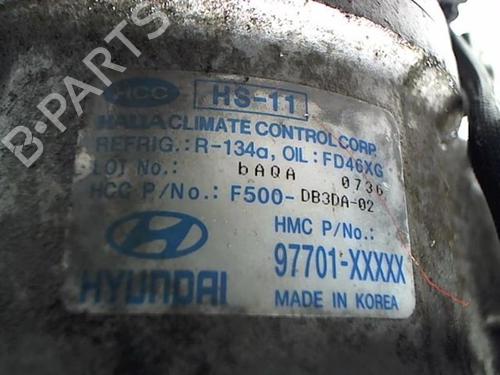 B-PARTS
HCC HS-11
HALLA CLIMATE CONTROL CORP.
REFRIG.: R-134a, OIL: FD46XG
LOT No.: bAQA 0736
HCC P/No.: F500-DB3DA-02
HMC P/No.:
97701-XXXXX
HYUNDAI
MADE IN KOREA